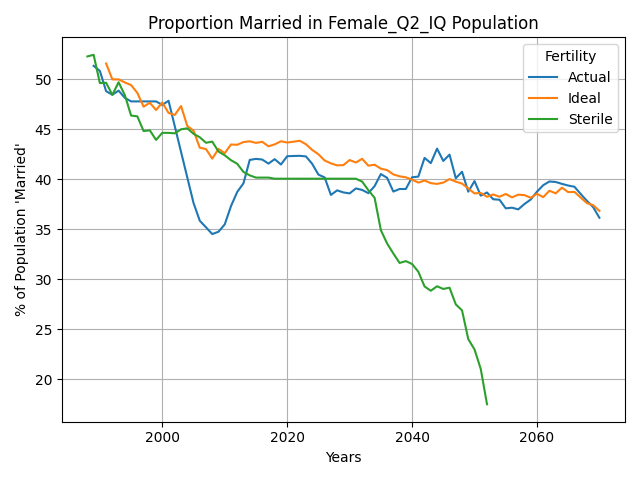 Proportion Married in Female_Q2_IQ Population
% of Population 'Married'
50
45
40
35
30
25
20
Fertility
Actual
Ideal
Sterile
2000
2020
2040
2060
Years